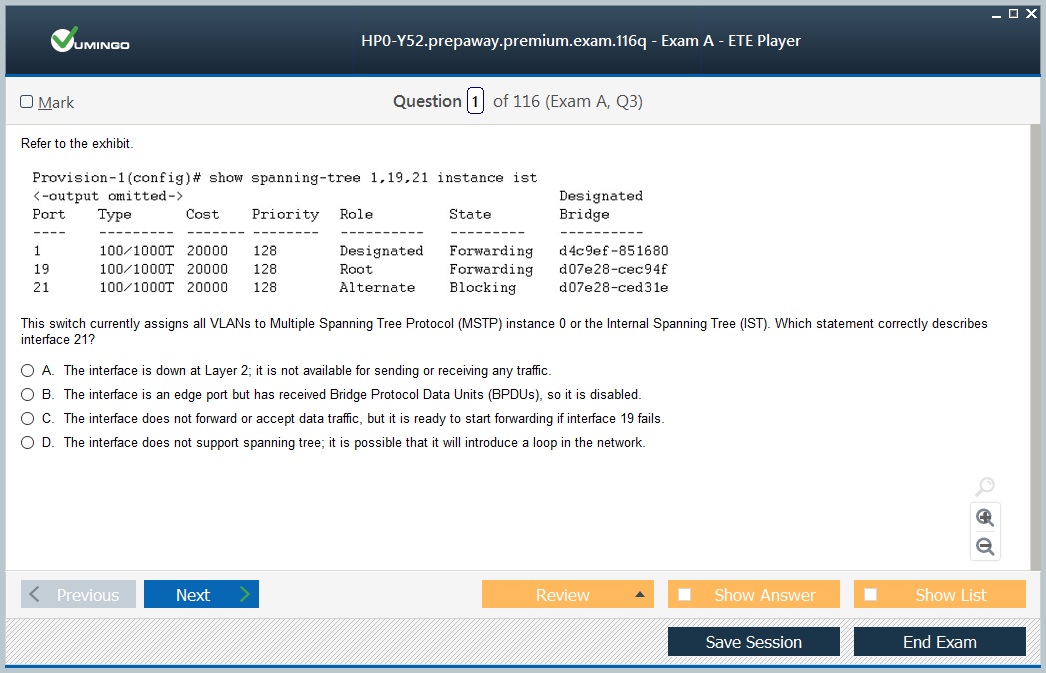 VUMINGO
HP0-Y52.prepaway.premium.exam.116q - Exam A - ETE Player
Mark
Question 1 of 116 (Exam A, Q3)
Refer to the exhibit.
Provision-1(config)# show spanning-tree 1,19,21 instance ist
<-output omitted-> Designated
Port Type Cost Priority Role State Bridge
---- --------- ------- -------- ---------- --------- ----------
1 100/1000T 20000 128 Designated Forwarding d4c9ef-851680
19 100/1000T 20000 128 Root Forwarding d07e28-cec94f
21 100/1000T 20000 128 Alternate Blocking d07e28-ced31e
This switch currently assigns all VLANs to Multiple Spanning Tree Protocol (MSTP) instance 0 or the Internal Spanning Tree (IST). Which statement correctly describes
interface 21?
A. The interface is down at Layer 2; it is not available for sending or receiving any traffic.
B. The interface is an edge port but has received Bridge Protocol Data Units (BPDUs), so it is disabled.
C. The interface does not forward or accept data traffic, but it is ready to start forwarding if interface 19 fails.
D. The interface does not support spanning tree; it is possible that it will introduce a loop in the network.
Previous Next Review Show Answer Show List
Save Session End Exam